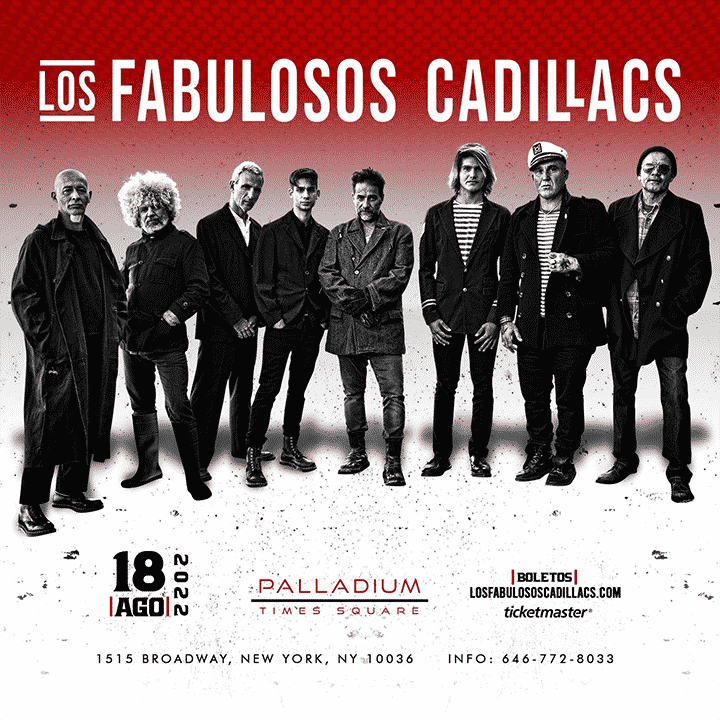 LOS FABULOSOS CADILLACS
18
AGO
2022
PALLADIUM
TIMES SQUARE
BOLETOS
LOSFABULOSOSCADILLACS.COM
ticketmaster®
1515 BROADWAY, NEW YORK, NY 10036 INFO: 646-772-8033